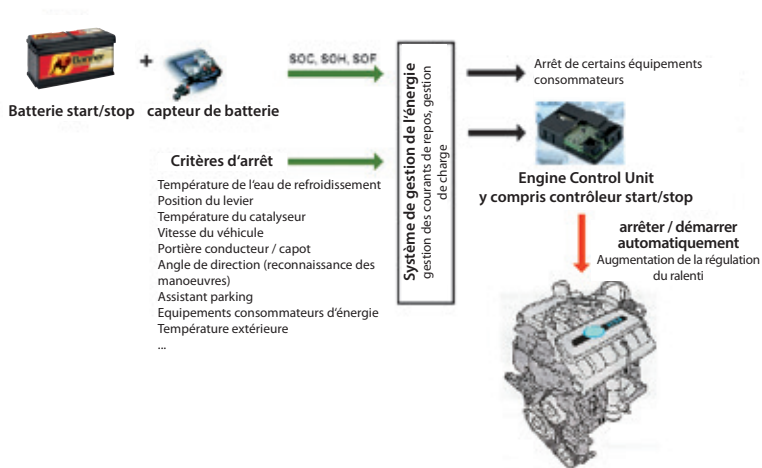 Banner
Batterie start/stop
+
capteur de batterie
SOC, SOH, SOF
Critères d'arrêt
Température de l'eau de refroidissement
Position du levier
Température du catalyseur
Vitesse du véhicule
Portière conducteur / capot
Angle de direction (reconnaissance des
manoeuvres)
Assistant parking
Equipements consommateurs d'énergie
Température extérieure
...
Système de gestion de l'énergie
gestion des courants de repos, gestion
de charge
Arrêt de certains équipements
consommateurs
Engine Control Unit
y compris contrôleur start/stop
arrêter / démarrer
automatiquement
Augmentation de la régulation
du ralenti